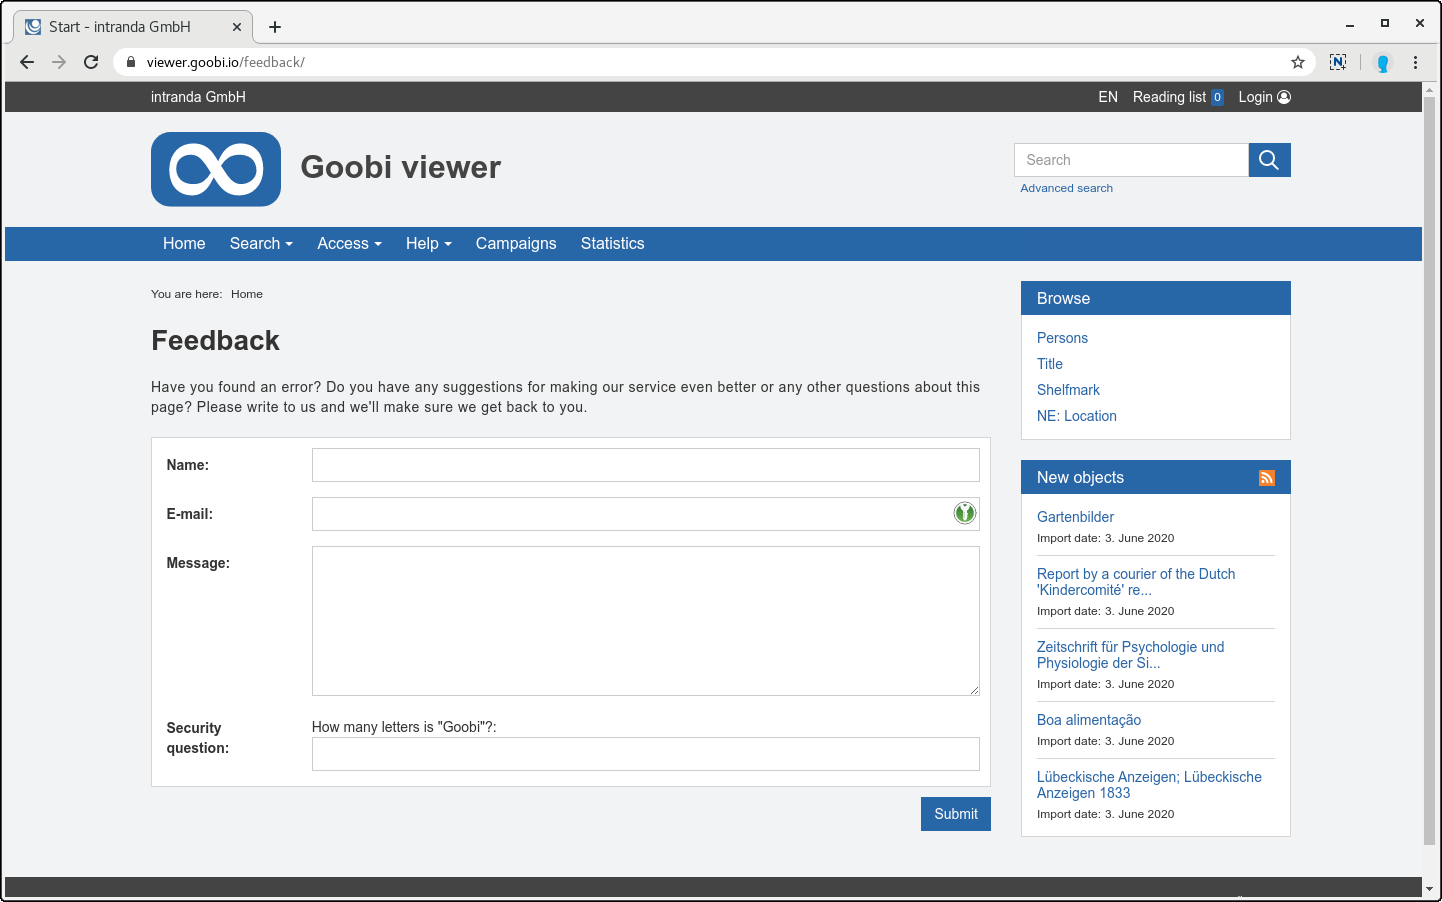 Start - intranda GmbH
viewer.goobi.io/feedback/
N
intranda GmbH
EN Reading list 0 Login
Goobi viewer
Search
Advanced search
Home Search Access Help Campaigns Statistics
You are here: Home
Feedback
Have you found an error? Do you have any suggestions for making our service even better or any other questions about this
page? Please write to us and we'll make sure we get back to you.
Name:
E-mail:
Message:
Security
question:
How many letters is "Goobi"?:
Submit
Browse
Persons
Title
Shelfmark
NE: Location
New objects
Gartenbilder
Import date: 3. June 2020
Report by a courier of the Dutch
'Kindercomité' re...
Import date: 3. June 2020
Zeitschrift für Psychologie und
Physiologie der Si...
Import date: 3. June 2020
Boa alimentação
Import date: 3. June 2020
Lübeckische Anzeigen; Lübeckische
Anzeigen 1833
Import date: 3. June 2020